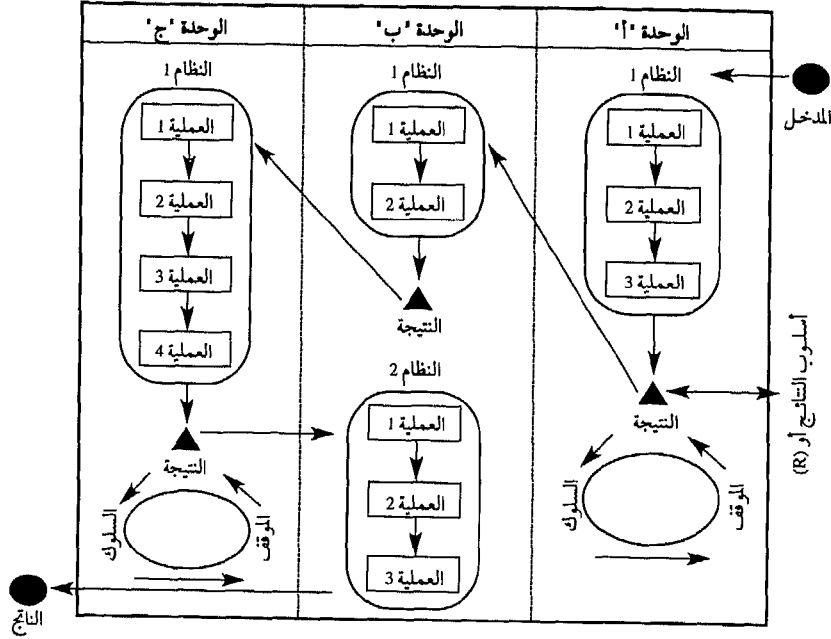 الوحدة "أ"
الوحدة "ب"
الوحدة "ج"
المدخل
النظام 1
العملية 1
العملية 2
العملية 3
النتيجة
الموقف
السلوك
أسلوب النتائج أو (R)
النظام 1
العملية 1
العملية 2
النتيجة
النظام 2
العملية 1
العملية 2
العملية 3
النظام 1
العملية 1
العملية 2
العملية 3
العملية 4
النتيجة
الموقف
السلوك
الناتج